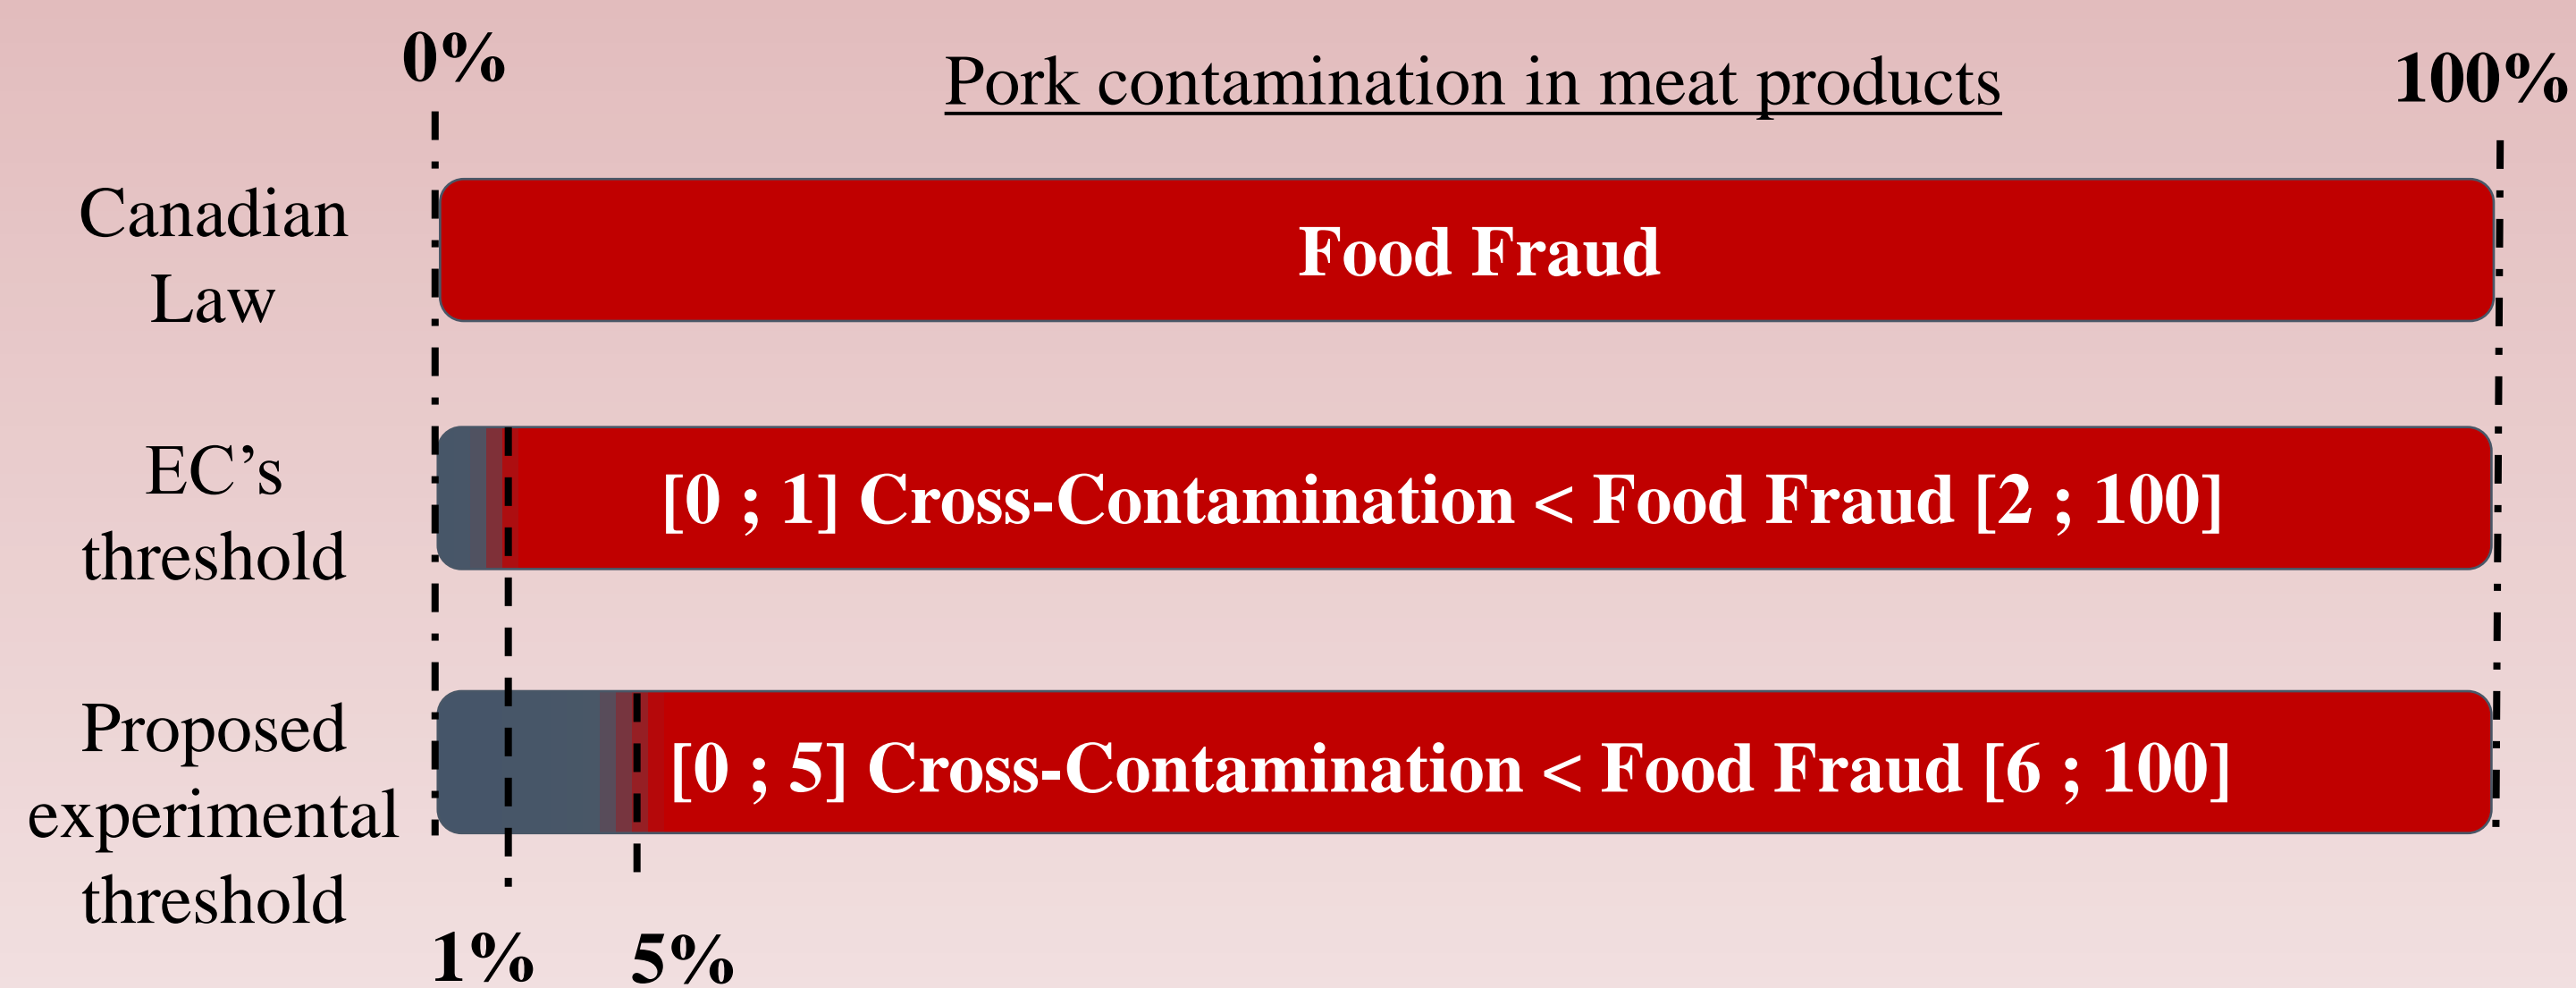 0%
Pork contamination in meat products
100%
Canadian
Law
Food Fraud
EC’s
threshold
[0 ; 1] Cross-Contamination < Food Fraud [2 ; 100]
Proposed
experimental
threshold
[0 ; 5] Cross-Contamination < Food Fraud [6 ; 100]
1%
5%